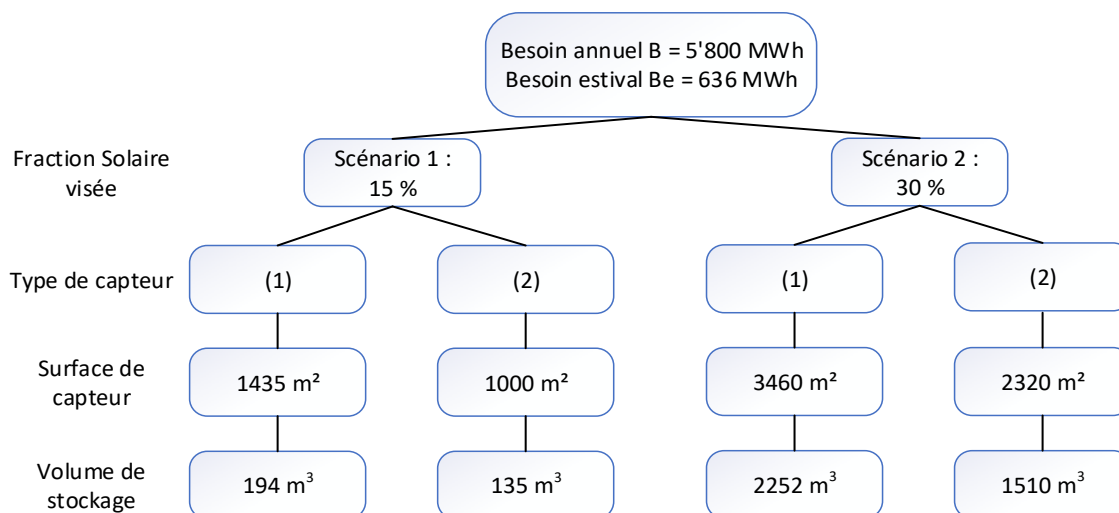 Besoin annuel B = 5'800 MWh
Besoin estival Be = 636 MWh
Fraction Solaire
visée
Scénario 1 :
15 %
Scénario 2 :
30 %
Type de capteur
(1)
(2)
(1)
(2)
Surface de
capteur
1435 m²
1000 m²
3460 m²
2320 m²
Volume de
stockage
194 m³
135 m³
2252 m³
1510 m³